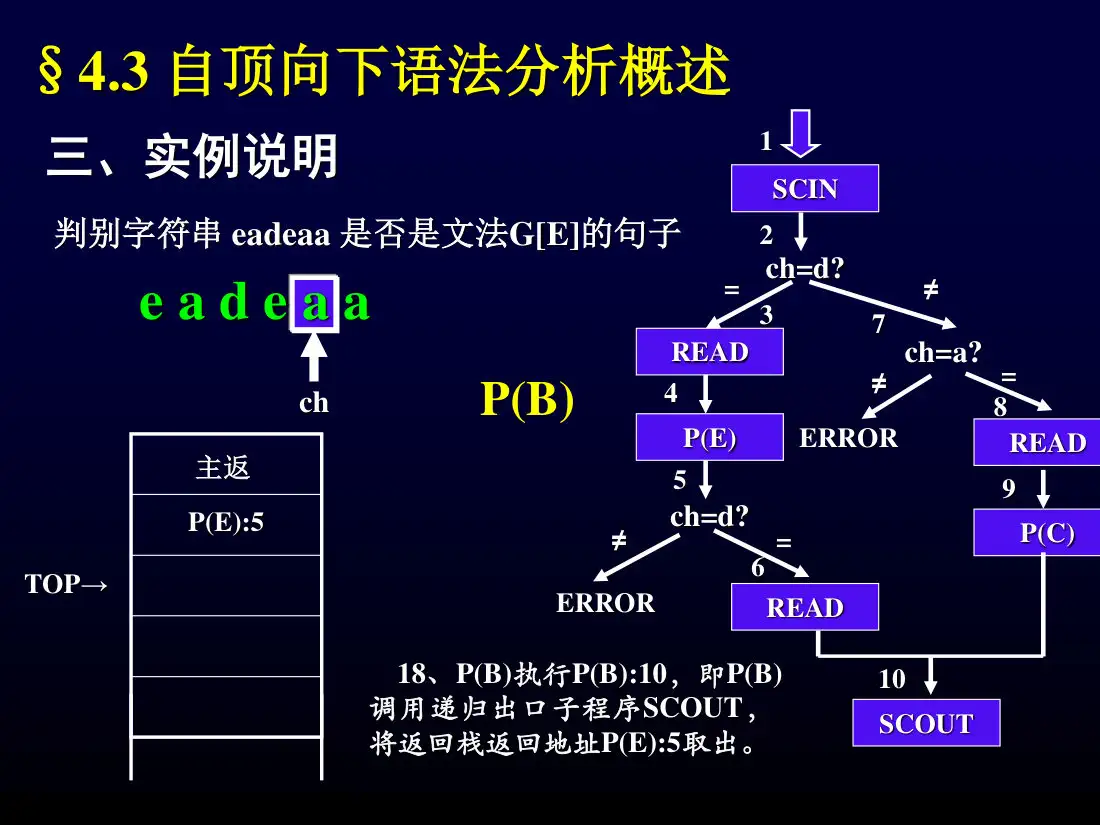 §4.3 自顶向下语法分析概述
三、实例说明
判别字符串 eadeaa 是否是文法G[E]的句子
e a d e a a
ch
P(B)
主返
P(E):5
TOP→
1
SCIN
2
ch=d?
=
≠
3
7
READ
ch=a?
4
≠
=
8
P(E)
ERROR
READ
5
9
ch=d?
P(C)
≠
=
6
ERROR
READ
10
SCOUT
18、P(B)执行P(B):10，即P(B)
调用递归出口子程序SCOUT，
将返回栈返回地址P(E):5取出。